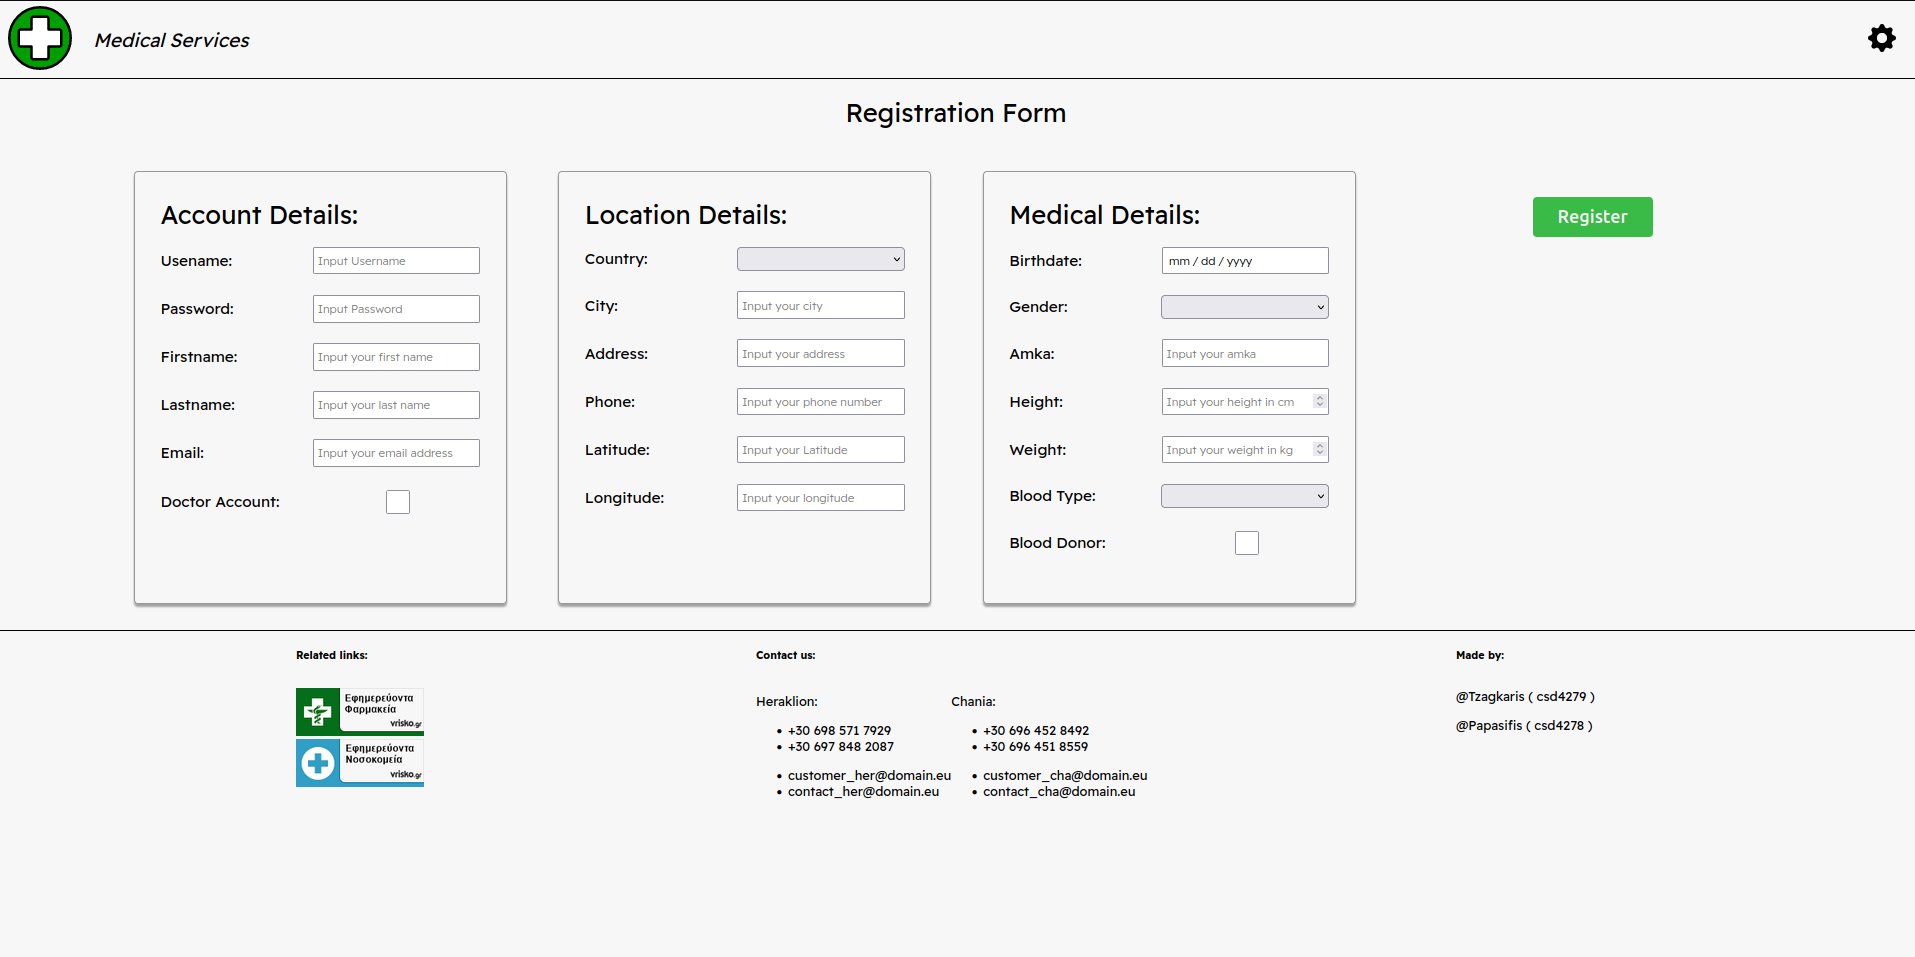 Medical Services
Registration Form
Account Details:
Usename: Input Username
Password: Input Password
Firstname: Input your first name
Lastname: Input your last name
Email: Input your email address
Doctor Account:
Location Details:
Country:
City: Input your city
Address: Input your address
Phone: Input your phone number
Latitude: Input your Latitude
Longitude: Input your longitude
Medical Details:
Birthdate: mm / dd / yyyy
Gender:
Amka: Input your amka
Height: Input your height in cm
Weight: Input your weight in kg
Blood Type:
Blood Donor:
Register
Related links:
Εφημερεύοντα
Φαρμακεία
vrisko.gr
Εφημερεύοντα
Νοσοκομεία
vrisko.gr
Contact us:
Heraklion:
+30 698 571 7929
+30 697 848 2087
customer_her@domain.eu
contact_her@domain.eu
Chania:
+30 696 452 8492
+30 696 451 8559
customer_cha@domain.eu
contact_cha@domain.eu
Made by:
@Tzagkaris ( csd4279 )
@Papasifis ( csd4278 )